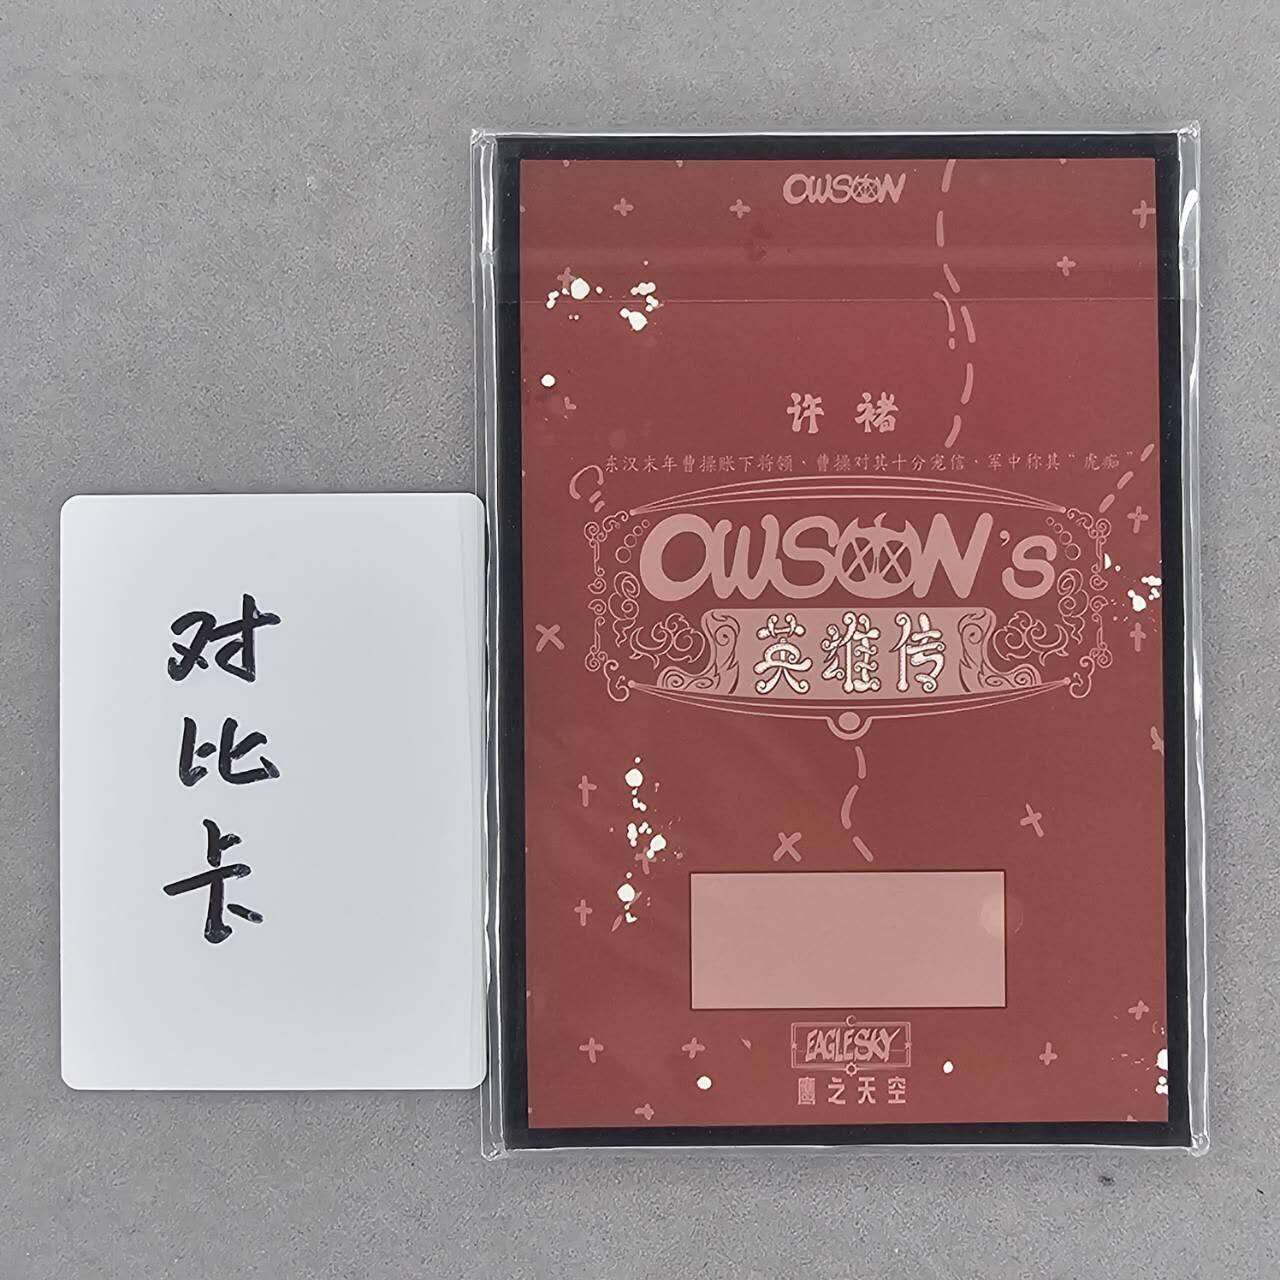 对
比
卡
OWSON
许褚
东汉末年曹操账下将领、曹操对其十分宠信、军中称其“虎痴”
OWSON's
英雄传
EAGLESKY
鹰之天空